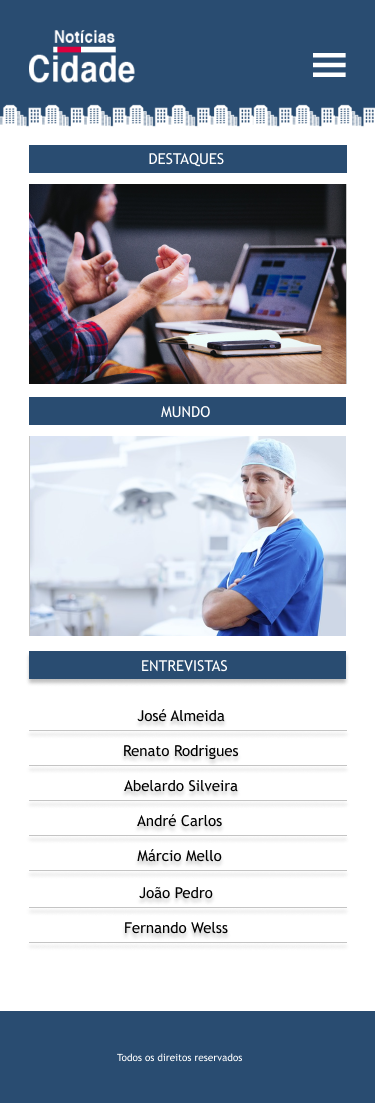 Notícias
Cidade
DESTAQUES
MUNDO
ENTREVISTAS
José Almeida
Renato Rodrigues
Abelardo Silveira
André Carlos
Márcio Mello
João Pedro
Fernando Welss
Todos os direitos reservados